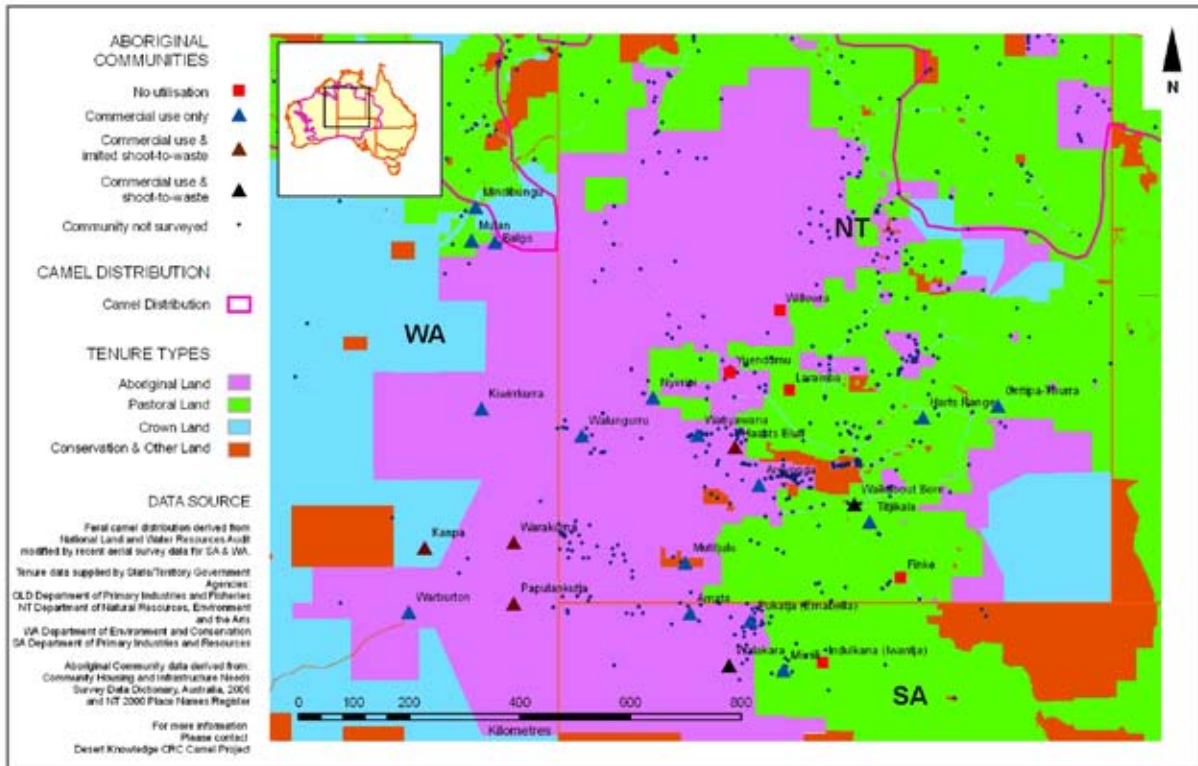 ABORIGINAL
COMMUNITIES
No utilisation
Commercial use only
Commercial use &
limited shoot-to-waste
Commercial use &
shoot-to-waste
Community not surveyed
CAMEL DISTRIBUTION
Camel Distribution
TENURE TYPES
Aboriginal Land
Pastoral Land
Crown Land
Conservation & Other Land
DATA SOURCE
Feral camel distribution derived from
National Land and Water Resources Audit
modified by recent aerial survey data for SA & WA.
Tenure data supplied by State/Territory Government
Agencies:
QLD Department of Primary Industries and Fisheries
NT Department of Natural Resources, Environment
and the Arts
WA Department of Environment and Conservation
SA Department of Primary Industries and Resources
Aboriginal Community data derived from:
Community Housing and Infrastructure Needs
Survey Data Dictionary, Australia, 2006
and NT 2000 Place Names Register
For more information
Please contact:
Desert Knowledge CRC Camel Project
N
Mindibungu
Mulan
Balgo
NT
Willowra
WA
Yuendumu
Laramba
Nyirripi
Kiwirrkurra
Harts Range
Walungurru
Watiyawanu
Haasts Bluff
Walkabout Bore
Titjikala
Kanpa
Warakurna
Mutitjulu
Finke
Warburton
Papulankutja
Amata
Pukatja (Ernabella)
Mimili
Indulkana (Iwantja)
SA
0 200 400 600 800
Kilometres